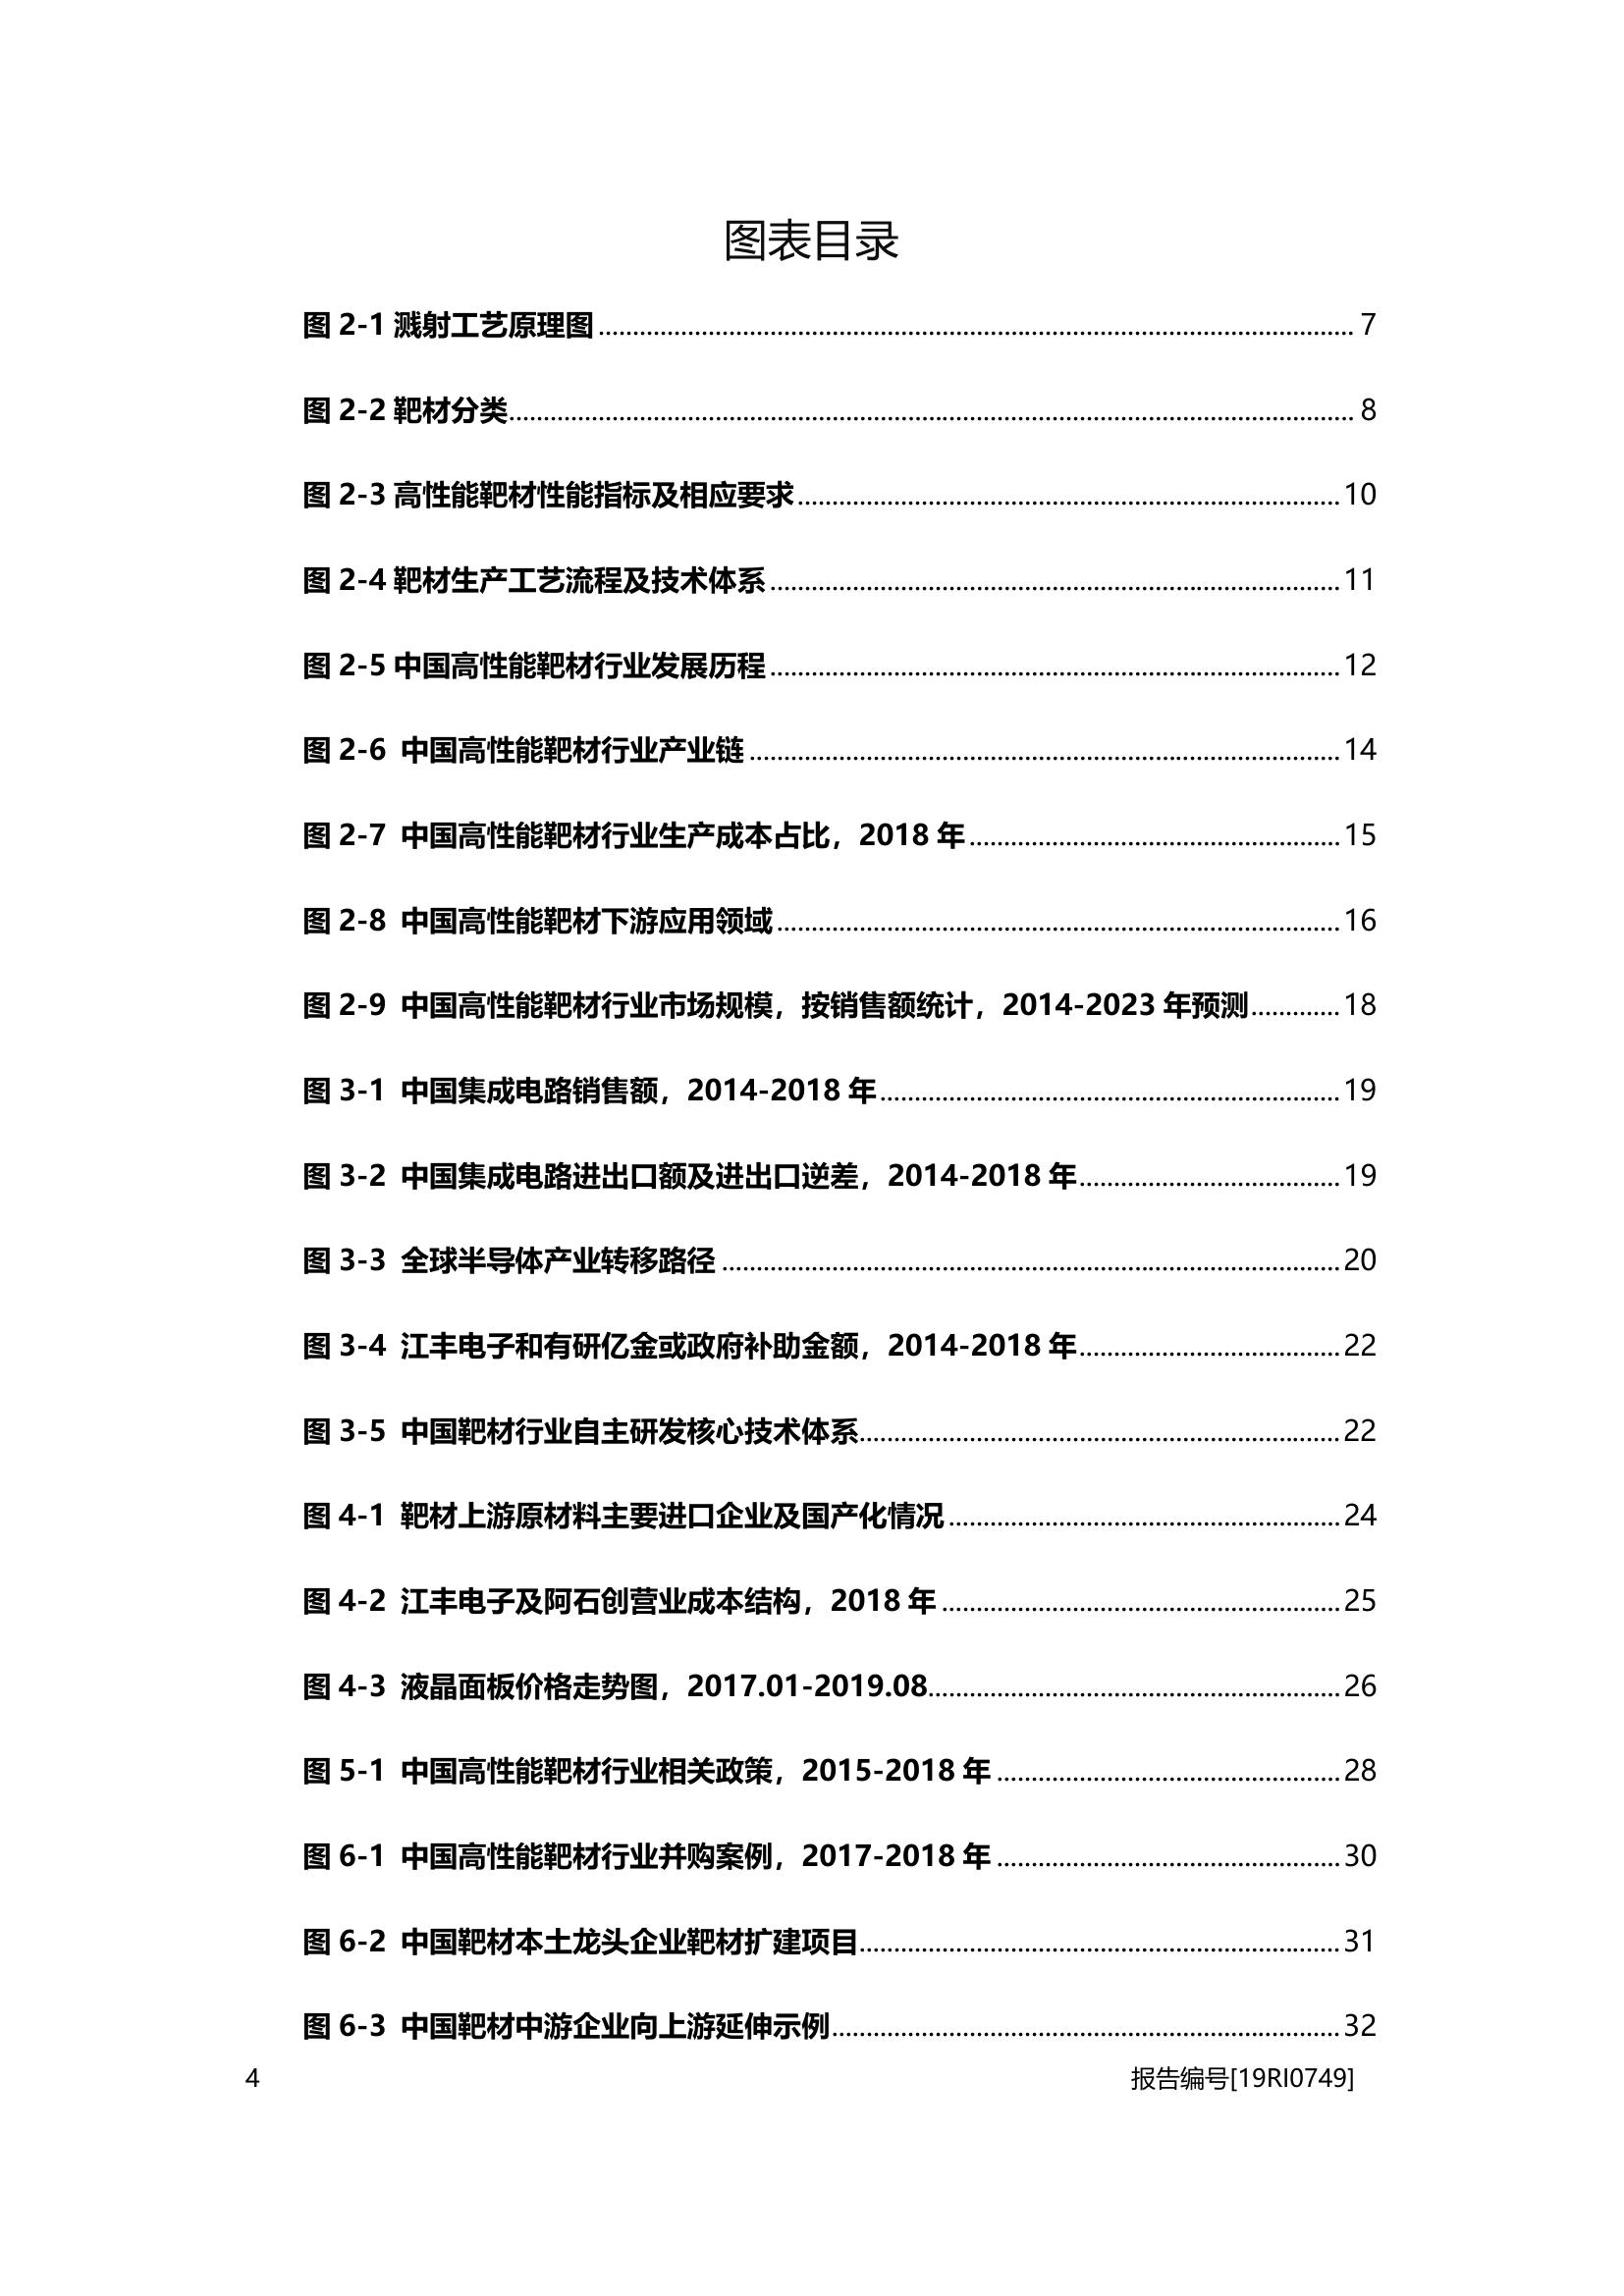 图表目录
图 2-1 溅射工艺原理图 7
图 2-2 靶材分类 8
图 2-3 高性能靶材性能指标及相应要求 10
图 2-4 靶材生产工艺流程及技术体系 11
图 2-5 中国高性能靶材行业发展历程 12
图 2-6 中国高性能靶材行业产业链 14
图 2-7 中国高性能靶材行业生产成本占比，2018 年 15
图 2-8 中国高性能靶材下游应用领域 16
图 2-9 中国高性能靶材行业市场规模，按销售额统计，2014-2023 年预测 18
图 3-1 中国集成电路销售额，2014-2018 年 19
图 3-2 中国集成电路进出口额及进出口逆差，2014-2018 年 19
图 3-3 全球半导体产业转移路径 20
图 3-4 江丰电子和有研亿金或政府补助金额，2014-2018 年 22
图 3-5 中国靶材行业自主研发核心技术体系 22
图 4-1 靶材上游原材料主要进口企业及国产化情况 24
图 4-2 江丰电子及阿石创营业成本结构，2018 年 25
图 4-3 液晶面板价格走势图，2017.01-2019.08 26
图 5-1 中国高性能靶材行业相关政策，2015-2018 年 28
图 6-1 中国高性能靶材行业并购案例，2017-2018 年 30
图 6-2 中国靶材本土龙头企业靶材扩建项目 31
图 6-3 中国靶材中游企业向上游延伸示例 32
4 报告编号[19RI0749]